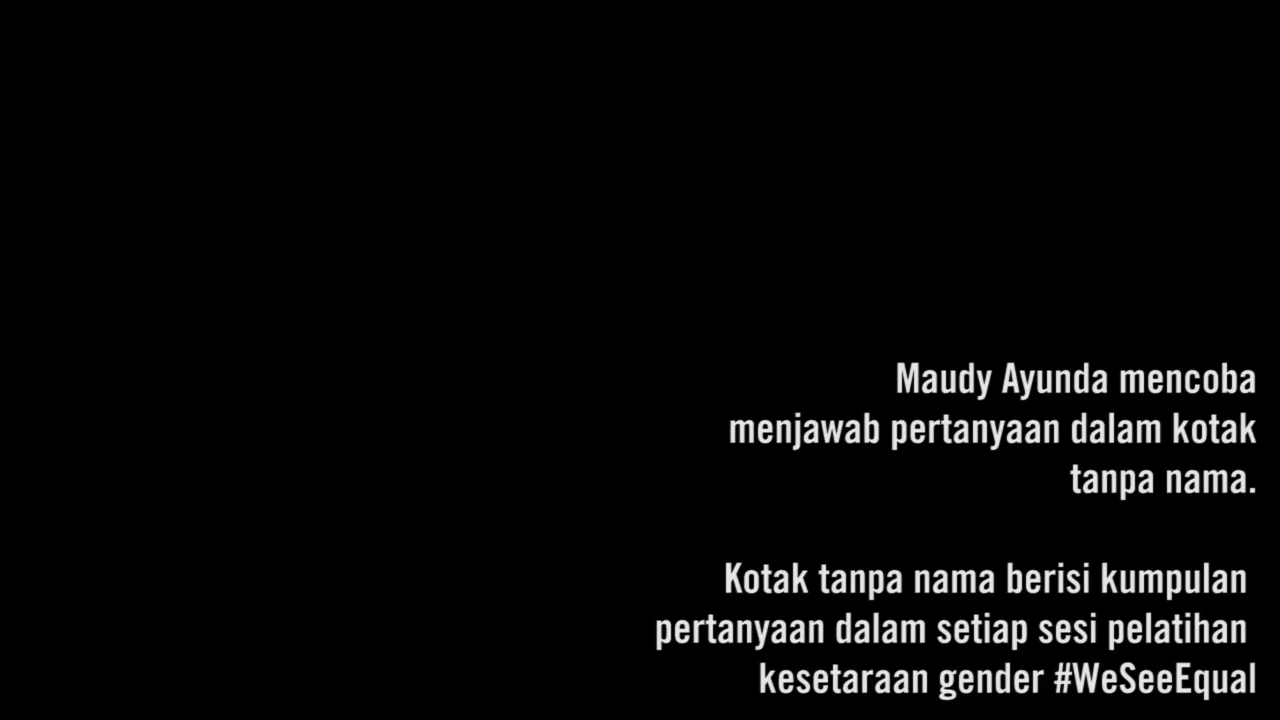 Maudy Ayunda mencoba
menjawab pertanyaan dalam kotak
tanpa nama.
Kotak tanpa nama berisi kumpulan
pertanyaan dalam setiap sesi pelatihan
kesetaraan gender #WeSeeEqual